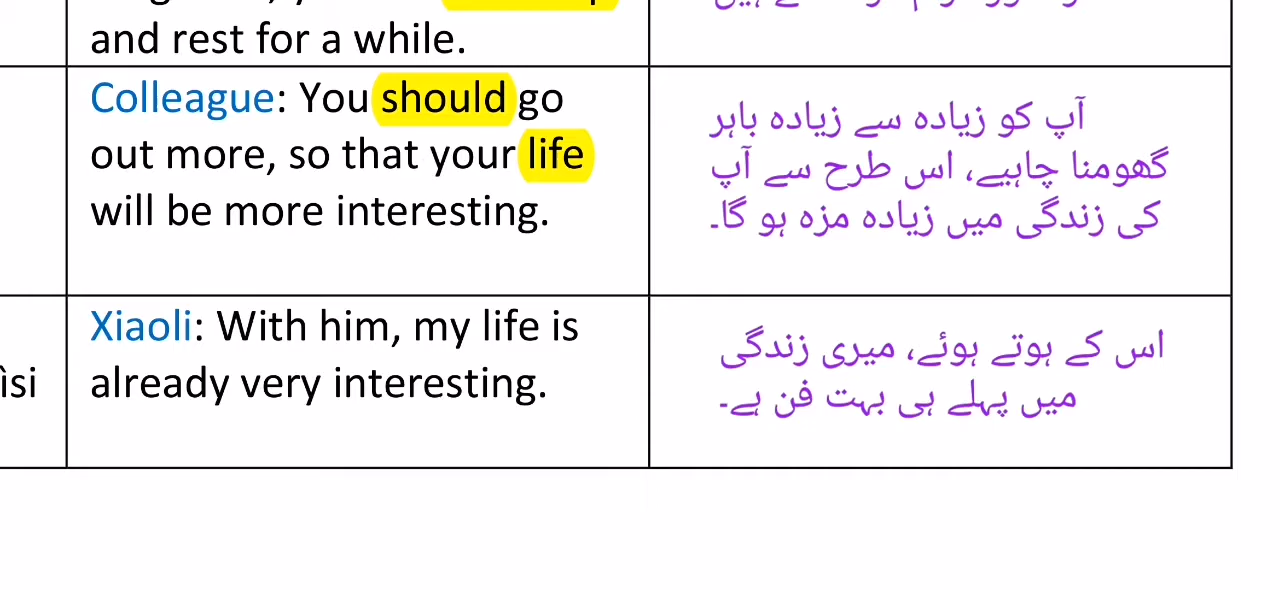 and rest for a while.
Colleague: You should go
out more, so that your life
will be more interesting.
آپ کو زیادہ سے زیادہ باہر
گھومنا چاہیے، اس طرح سے آپ
کی زندگی میں زیادہ مزہ ہو گا۔
ìsi
Xiaoli: With him, my life is
already very interesting.
اس کے ہوتے ہوئے، میری زندگی
میں پہلے ہی بہت فن ہے۔